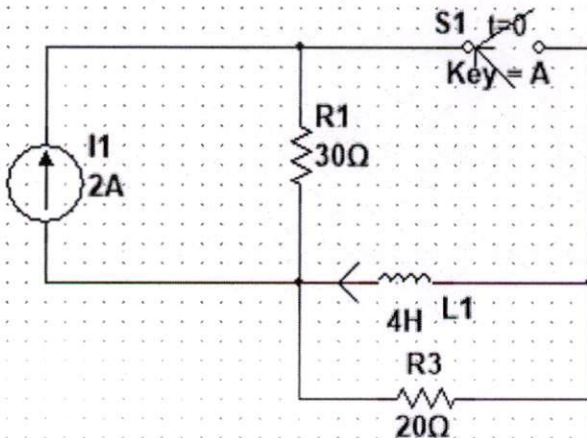 S1 t=0
Key = A
R1
30Ω
I1
2A
L1
4H
R3
20Ω